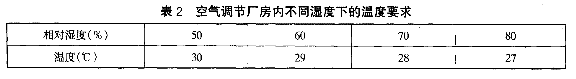 表 2 空气调节厂房内不同湿度下的温度要求
相对湿度(%) 50 60 70 80
温度(℃) 30 29 28 27